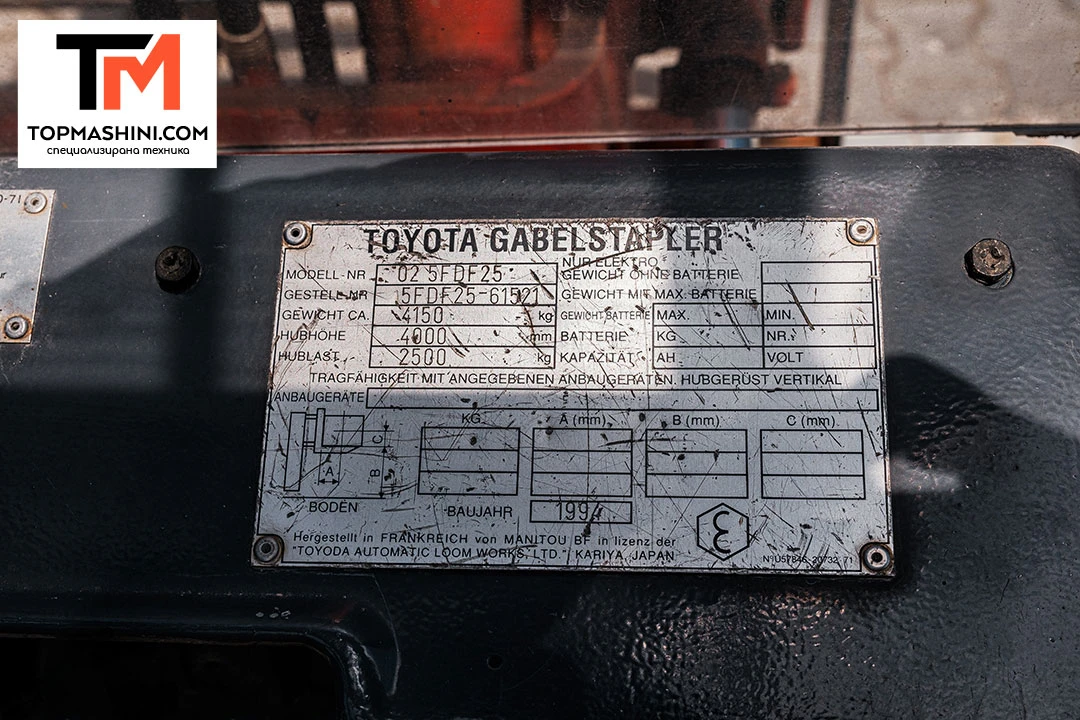 TM
TOPMASHINI.COM
специализирана техника
TOYOTA GABELSTAPLER
MODELL-NR 02 5FDF25
GESTELL-NR 5FDF25-61521
GEWICHT CA. 4150 kg
HUBHÖHE 4000 mm
HUBLAST 2500 kg
NUR ELEKTRO
GEWICHT OHNE BATTERIE
GEWICHT MIT MAX. BATTERIE
GEWICHT BATTERIE MAX. MIN.
BATTERIE KG NR.
KAPAZITÄT AH VOLT
TRAGFÄHIGKEIT MIT ANGEGEBENEN ANBAUGERÄTEN. HUBGERÜST VERTIKAL
ANBAUGERÄTE
KG A (mm) B (mm) C (mm)
C
B
A
BODEN
BAUJAHR 1994
Hergestellt in FRANKREICH von MANITOU BF in lizenz der
"TOYODA AUTOMATIC LOOM WORKS, LTD.", KARIYA, JAPAN